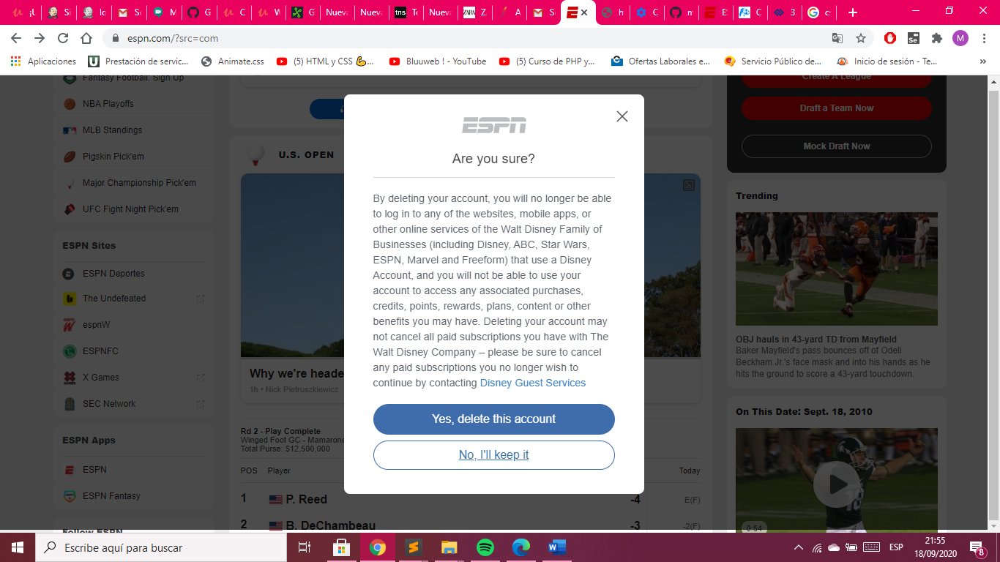 ¡U
Si
Ic
Se
M
G
C
W
G
Nueva
Nueva
tns
Te
Nueva
ZARA
Z
A
Se
h
C
m
E
C
3.
cs
espn.com/?src=com
M
Aplicaciones
Prestación de servic...
Animate.css
(5) HTML y CSS 💪...
Bluuweb ! - YouTube
(5) Curso de PHP y...
Ofertas Laborales e...
Servicio Público de...
Inicio de sesión - Te...
»
Fantasy Football: Sign Up
NBA Playoffs
MLB Standings
Pigskin Pick'em
Major Championship Pick'em
UFC Fight Night Pick'em
ESPN Sites
ESPN Deportes
The Undefeated
espnW
ESPNFC
X Games
SEC Network
ESPN Apps
ESPN
ESPN Fantasy
Follow ESPN
U.S. OPEN
Why we're heade
1h • Nick Pietruszkiewicz
Rd 2 - Play Complete
Winged Foot GC - Mamarone
Total Purse: $12,500,000
POS Player Today
1 P. Reed -4 E(F)
2 B. DeChambeau -3 -2(F)
ESPN
Are you sure?
By deleting your account, you will no longer be able
to log in to any of the websites, mobile apps, or
other online services of the Walt Disney Family of
Businesses (including Disney, ABC, Star Wars,
ESPN, Marvel and Freeform) that use a Disney
Account, and you will not be able to use your
account to access any associated purchases,
credits, points, rewards, plans, content or other
benefits you may have. Deleting your account may
not cancel all paid subscriptions you have with The
Walt Disney Company – please be sure to cancel
any paid subscriptions you no longer wish to
continue by contacting Disney Guest Services
Yes, delete this account
No, I'll keep it
Create A League
Draft a Team Now
Mock Draft Now
Trending
OBJ hauls in 43-yard TD from Mayfield
Baker Mayfield's pass bounces off of Odell
Beckham Jr.'s face mask and into his hands as he
hits the ground to score a 43-yard touchdown.
On This Date: Sept. 18, 2010
18
0:54
Escribe aquí para buscar
ESP
21:55
18/09/2020
8